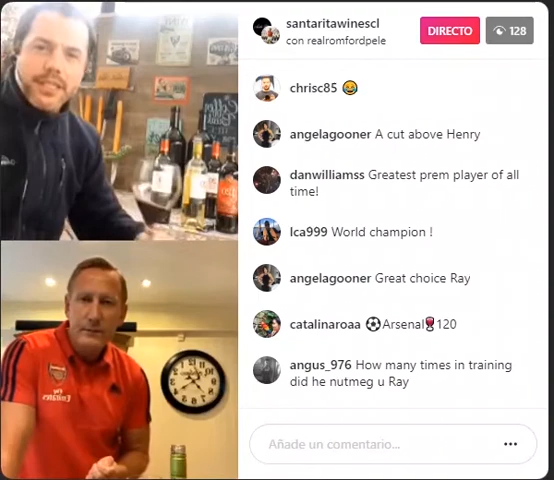 santaritawinescl
con realromfordpele
DIRECTO
128
chrisc85 😂
angelagooner A cut above Henry
danwilliamss Greatest prem player of all
time!
lca999 World champion !
angelagooner Great choice Ray
catalinaroaa ⚽Arsenal🍷120
angus_976 How many times in training
did he nutmeg u Ray
Añade un comentario...